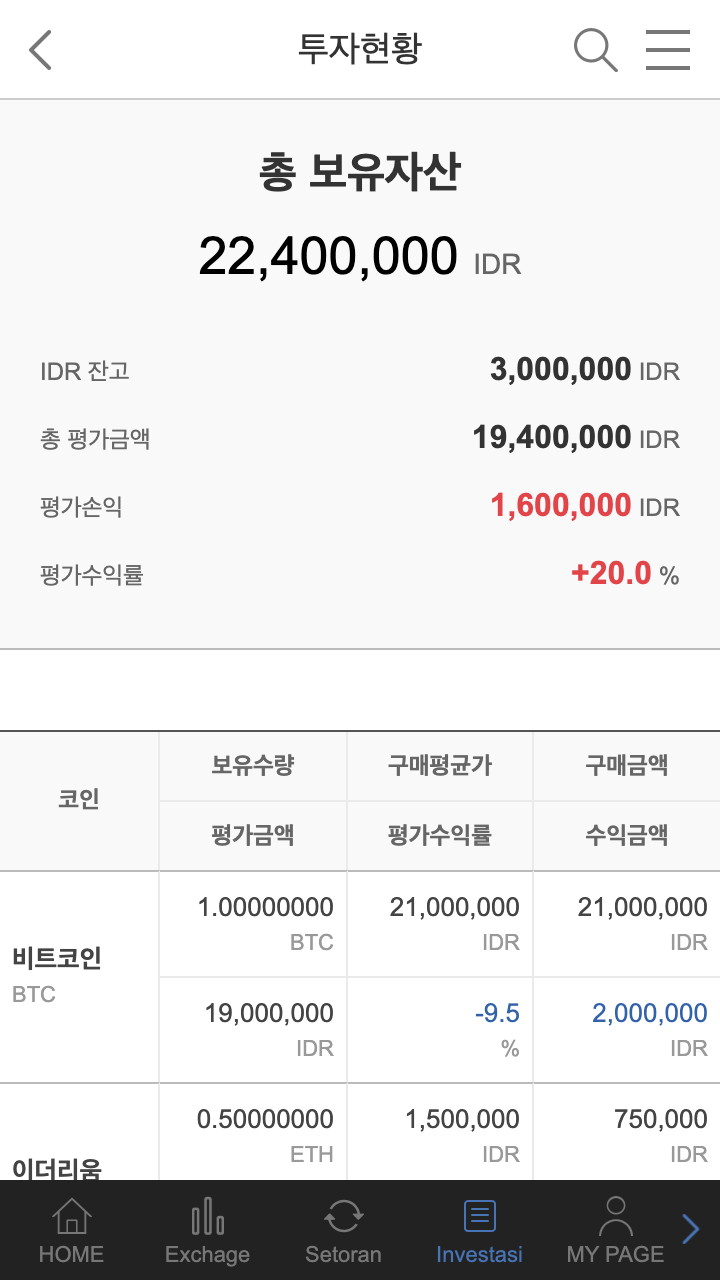 투자현황
총 보유자산
22,400,000 IDR
IDR 잔고 3,000,000 IDR
총 평가금액 19,400,000 IDR
평가손익 1,600,000 IDR
평가수익률 +20.0 %
코인
보유수량 구매평균가 구매금액
평가금액 평가수익률 수익금액
비트코인
BTC
1.00000000 21,000,000 21,000,000
BTC IDR IDR
19,000,000 -9.5 2,000,000
IDR % IDR
이더리움
0.50000000 1,500,000 750,000
ETH IDR IDR
HOME Exchage Setoran Investasi MY PAGE